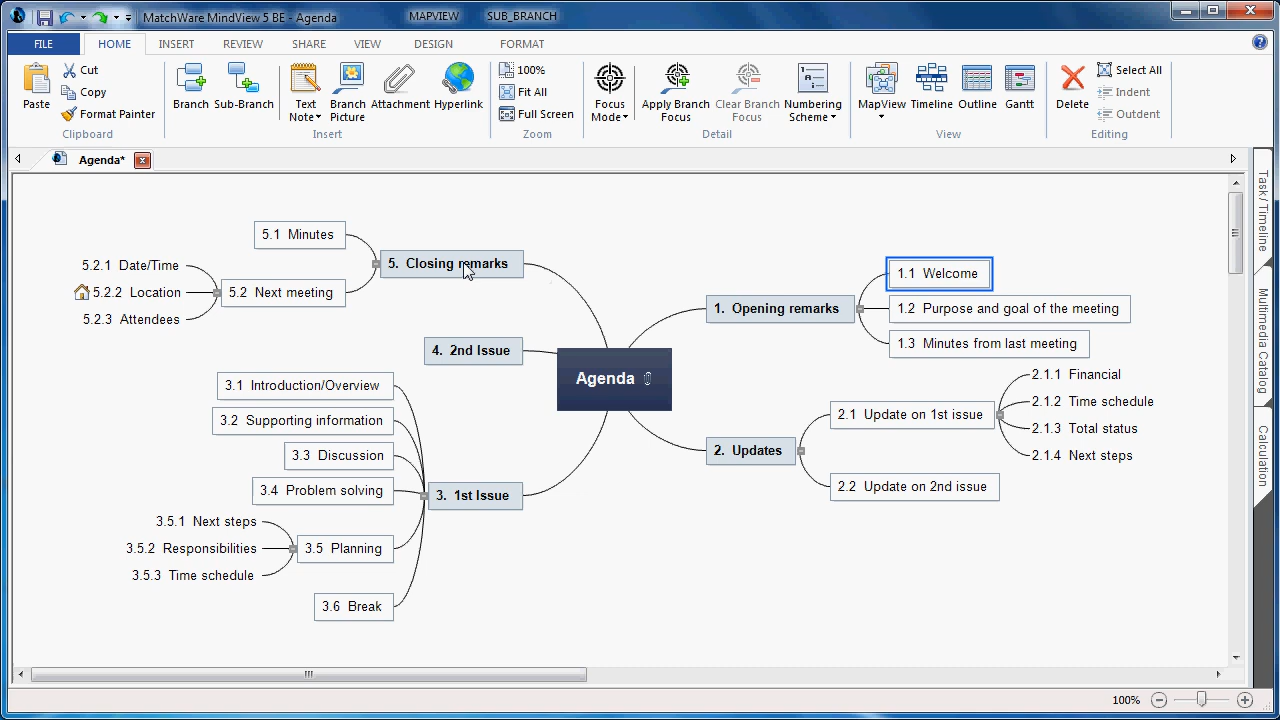 MatchWare MindView 5 BE - Agenda
MAPVIEW
SUB_BRANCH
FILE
HOME
INSERT
REVIEW
SHARE
VIEW
DESIGN
FORMAT
Paste
Cut
Copy
Format Painter
Clipboard
Branch
Sub-Branch
Text Note
Branch Picture
Attachment
Hyperlink
Insert
100%
Fit All
Full Screen
Zoom
Focus Mode
Apply Branch Focus
Clear Branch Focus
Numbering Scheme
Detail
MapView
Timeline
Outline
Gantt
View
Delete
Select All
Indent
Outdent
Editing
Agenda*
5.1 Minutes
5. Closing remarks
5.2.1 Date/Time
5.2.2 Location
5.2.3 Attendees
5.2 Next meeting
4. 2nd Issue
3.1 Introduction/Overview
3.2 Supporting information
3.3 Discussion
3.4 Problem solving
3. 1st Issue
3.5.1 Next steps
3.5.2 Responsibilities
3.5.3 Time schedule
3.5 Planning
3.6 Break
Agenda
1.1 Welcome
1. Opening remarks
1.2 Purpose and goal of the meeting
1.3 Minutes from last meeting
2.1.1 Financial
2.1.2 Time schedule
2.1.3 Total status
2.1.4 Next steps
2.1 Update on 1st issue
2. Updates
2.2 Update on 2nd issue
Task / Timeline
Multimedia Catalog
Calculation
100%